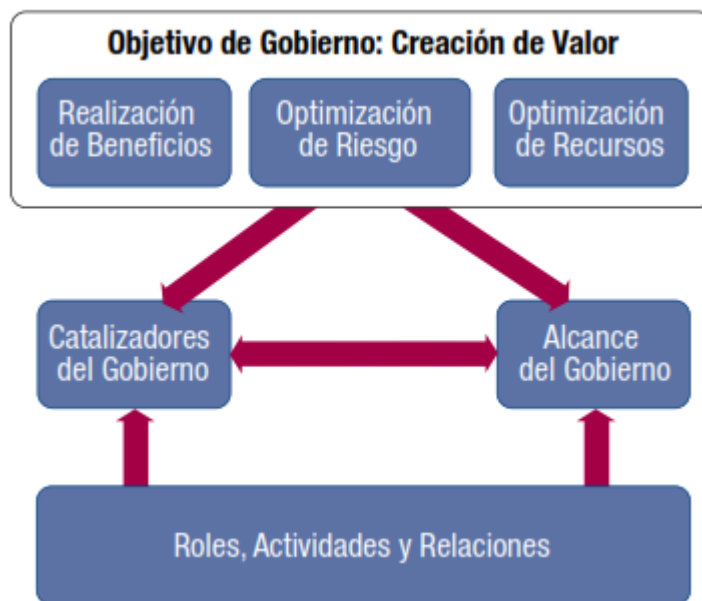 Objetivo de Gobierno: Creación de Valor
Realización
de Beneficios
Optimización
de Riesgo
Optimización
de Recursos
Catalizadores
del Gobierno
Alcance
del Gobierno
Roles, Actividades y Relaciones